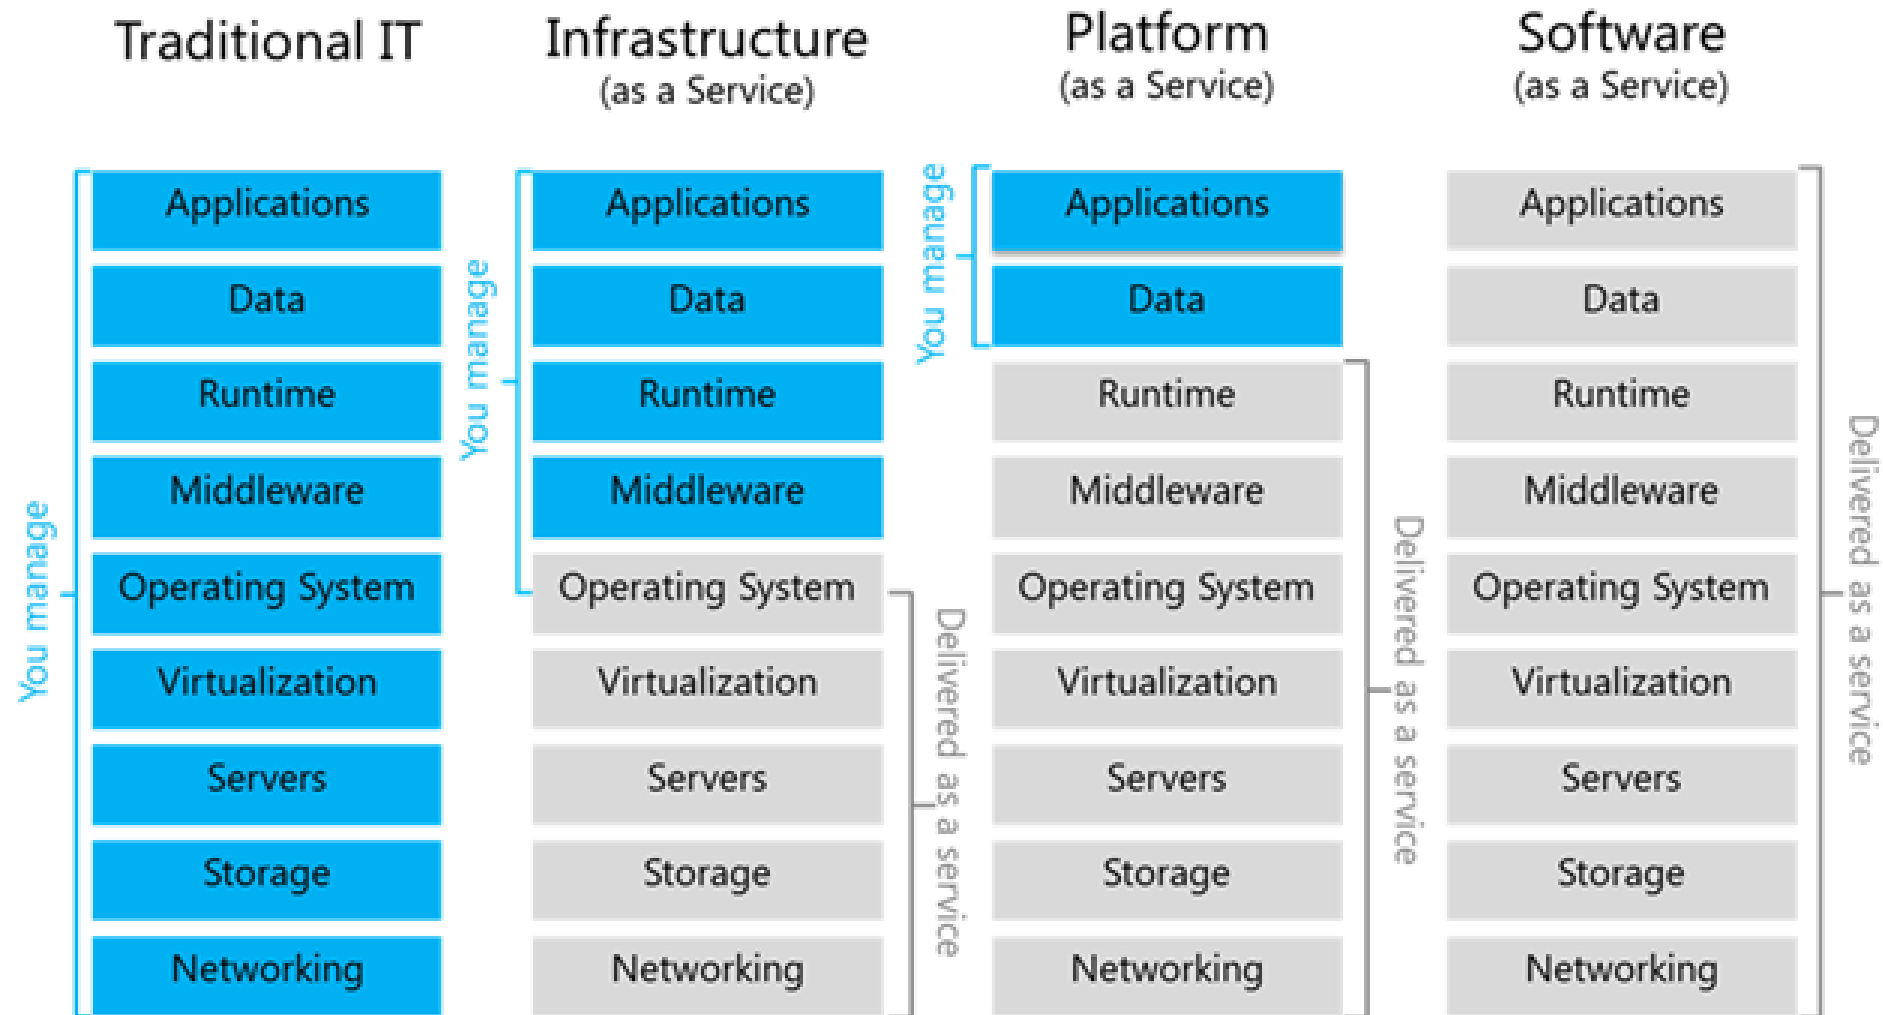 Traditional IT
Infrastructure
(as a Service)
Platform
(as a Service)
Software
(as a Service)
You manage
Applications
Data
Runtime
Middleware
Operating System
Virtualization
Servers
Storage
Networking
You manage
Applications
Data
Runtime
Middleware
Operating System
Virtualization
Servers
Storage
Networking
Delivered as a service
You manage
Applications
Data
Runtime
Middleware
Operating System
Virtualization
Servers
Storage
Networking
Delivered as a service
Applications
Data
Runtime
Middleware
Operating System
Virtualization
Servers
Storage
Networking
Delivered as a service